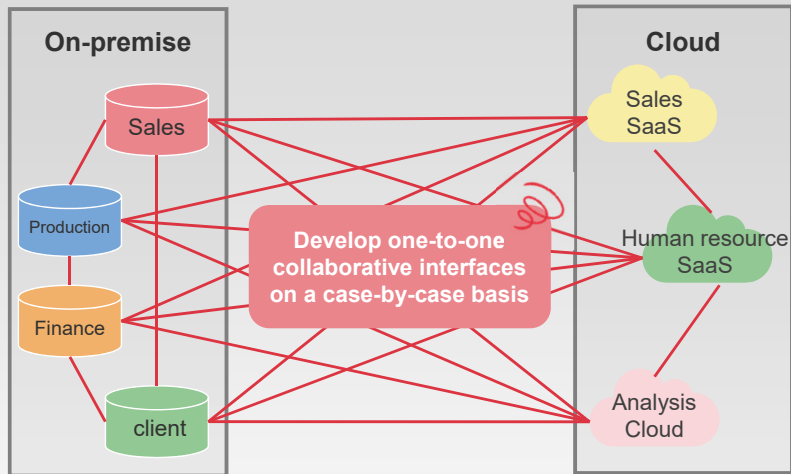 On-premise
Sales
Production
Finance
client
Develop one-to-one
collaborative interfaces
on a case-by-case basis
Cloud
Sales
SaaS
Human resource
SaaS
Analysis
Cloud